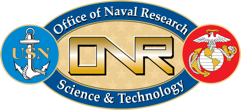 Office of Naval Research
USN
ONR
Science & Technology